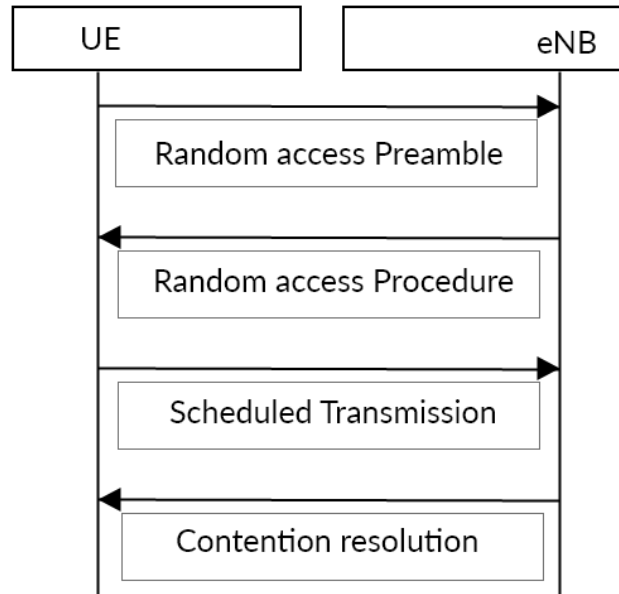 UE
eNB
Random access Preamble
Random access Procedure
Scheduled Transmission
Contention resolution